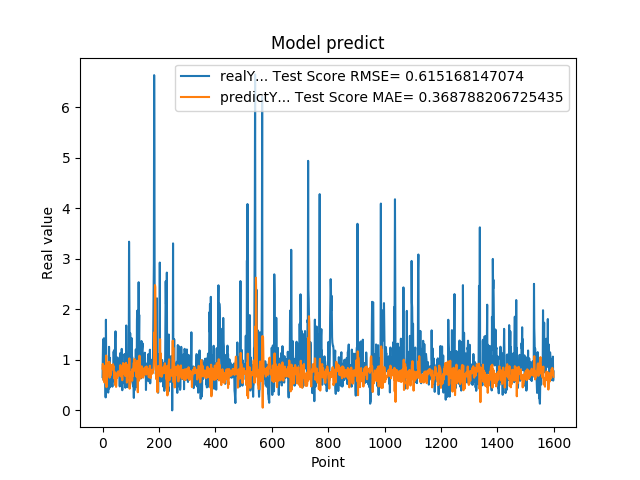 Model predict
realY... Test Score RMSE= 0.615168147074
predictY... Test Score MAE= 0.368788206725435
Real value
6
5
4
3
2
1
0
0 200 400 600 800 1000 1200 1400 1600
Point